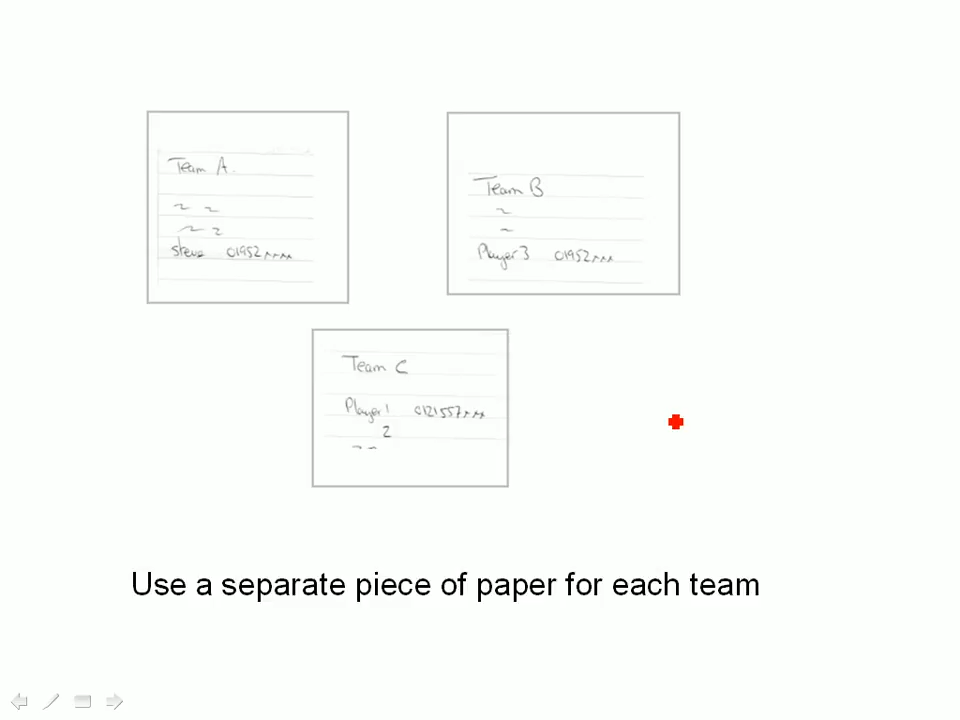 Team A.
steve 01952xxxx
Team B
Player 3 01952xxx
Team C
Player 1 0121557xxx
2
Use a separate piece of paper for each team